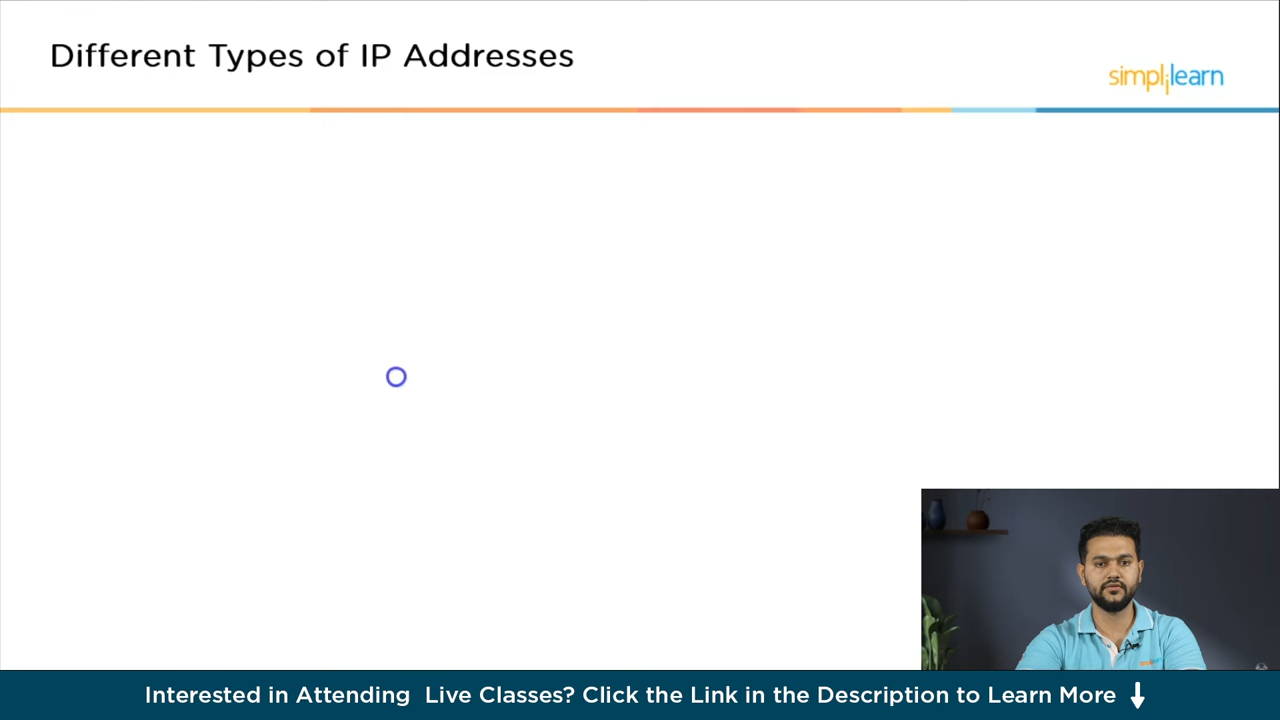 Different Types of IP Addresses
simplilearn
Interested in Attending Live Classes? Click the Link in the Description to Learn More